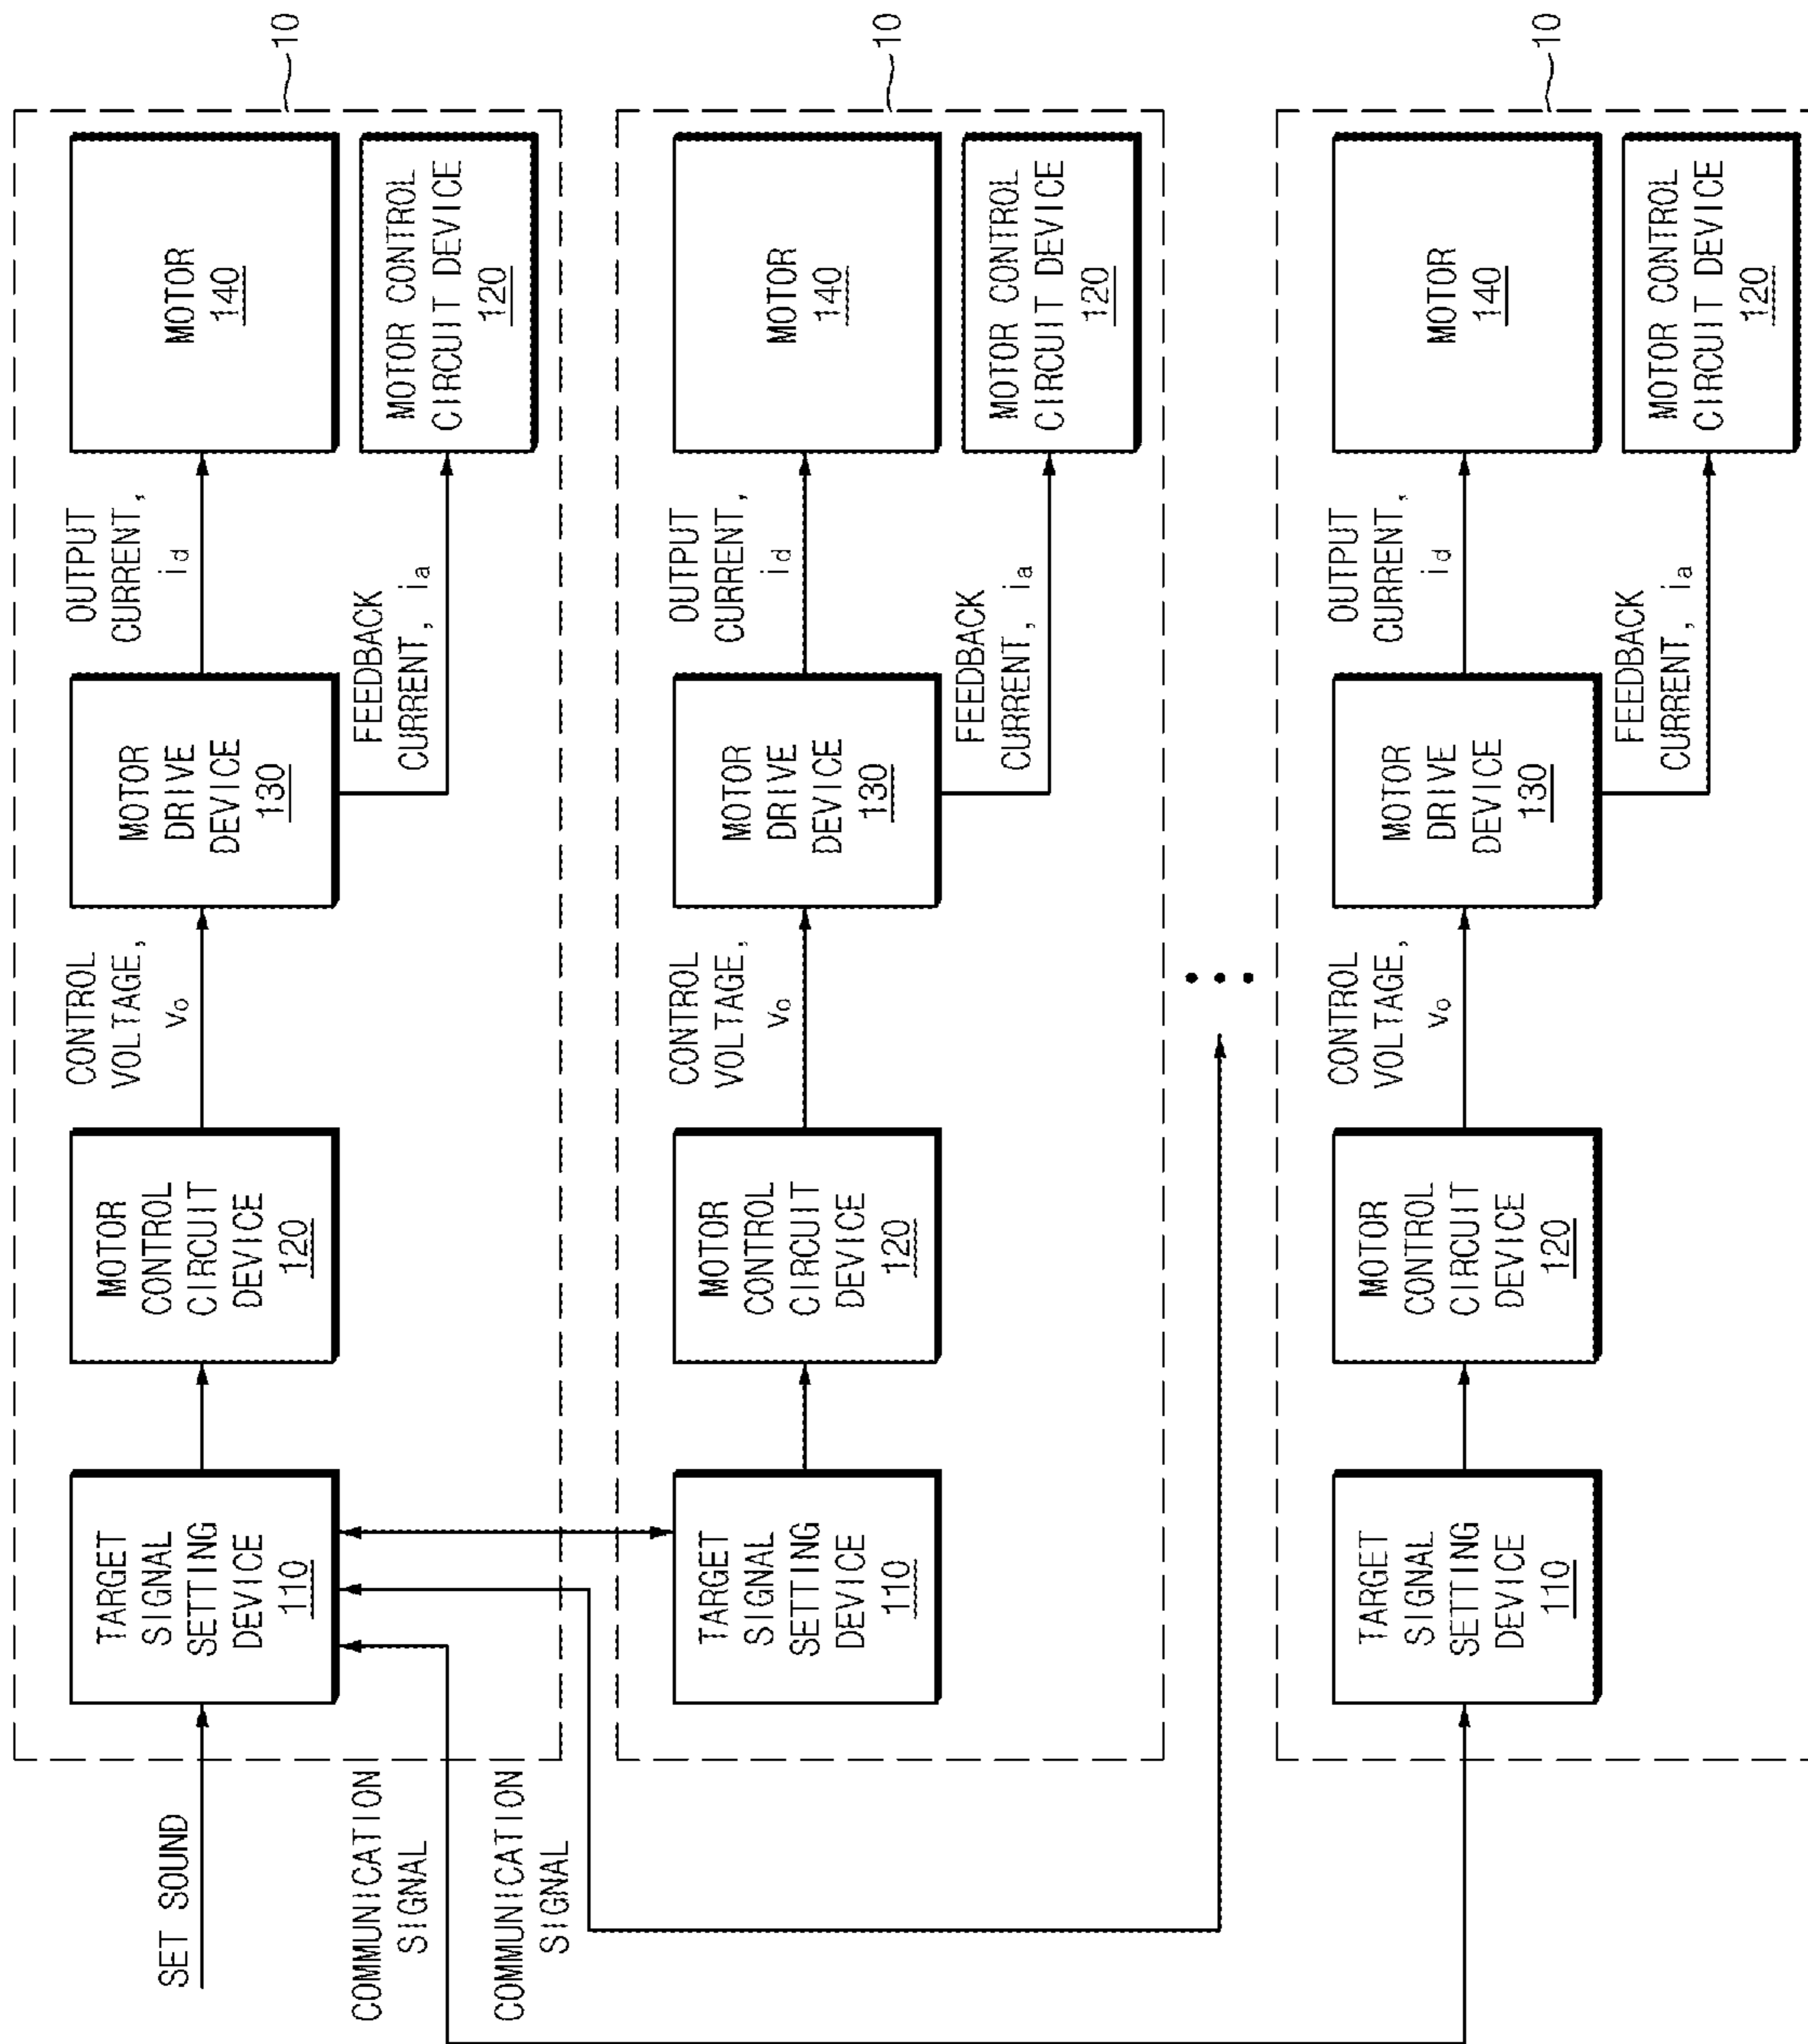 SET SOUND
COMMUNICATION
SIGNAL
COMMUNICATION
SIGNAL
TARGET
SIGNAL
SETTING
DEVICE
110
MOTOR
CONTROL
CIRCUIT
DEVICE
120
CONTROL
VOLTAGE,
vₒ
MOTOR
DRIVE
DEVICE
130
OUTPUT
CURRENT,
i_d
FEEDBACK
CURRENT, iₐ
MOTOR
140
MOTOR CONTROL
CIRCUIT DEVICE
120
10
TARGET
SIGNAL
SETTING
DEVICE
110
MOTOR
CONTROL
CIRCUIT
DEVICE
120
CONTROL
VOLTAGE,
vₒ
MOTOR
DRIVE
DEVICE
130
OUTPUT
CURRENT,
i_d
FEEDBACK
CURRENT, iₐ
MOTOR
140
MOTOR CONTROL
CIRCUIT DEVICE
120
10
TARGET
SIGNAL
SETTING
DEVICE
110
MOTOR
CONTROL
CIRCUIT
DEVICE
120
CONTROL
VOLTAGE,
vₒ
MOTOR
DRIVE
DEVICE
130
OUTPUT
CURRENT,
i_d
FEEDBACK
CURRENT, iₐ
MOTOR
140
MOTOR CONTROL
CIRCUIT DEVICE
120
10